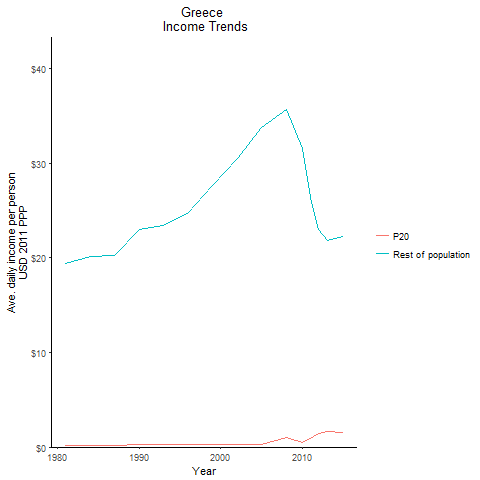 Greece
Income Trends
$40
$30
$20
$10
$0
Ave. daily income per person
USD 2011 PPP
1980
1990
2000
2010
Year
P20
Rest of population